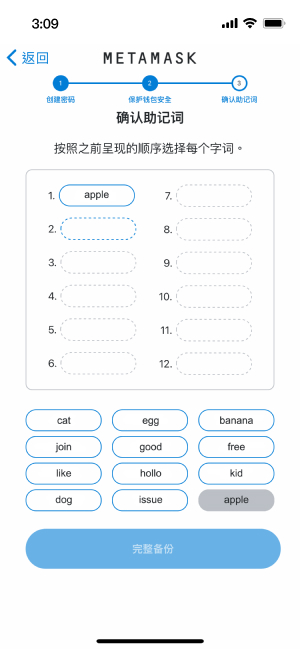 3:09
返回
METAMASK
1 2 3
创建密码 保护钱包安全 确认助记词
确认助记词
按照之前呈现的顺序选择每个字词。
1. apple 7.
2. 8.
3. 9.
4. 10.
5. 11.
6. 12.
cat egg banana
join good free
like hollo kid
dog issue apple
完整备份